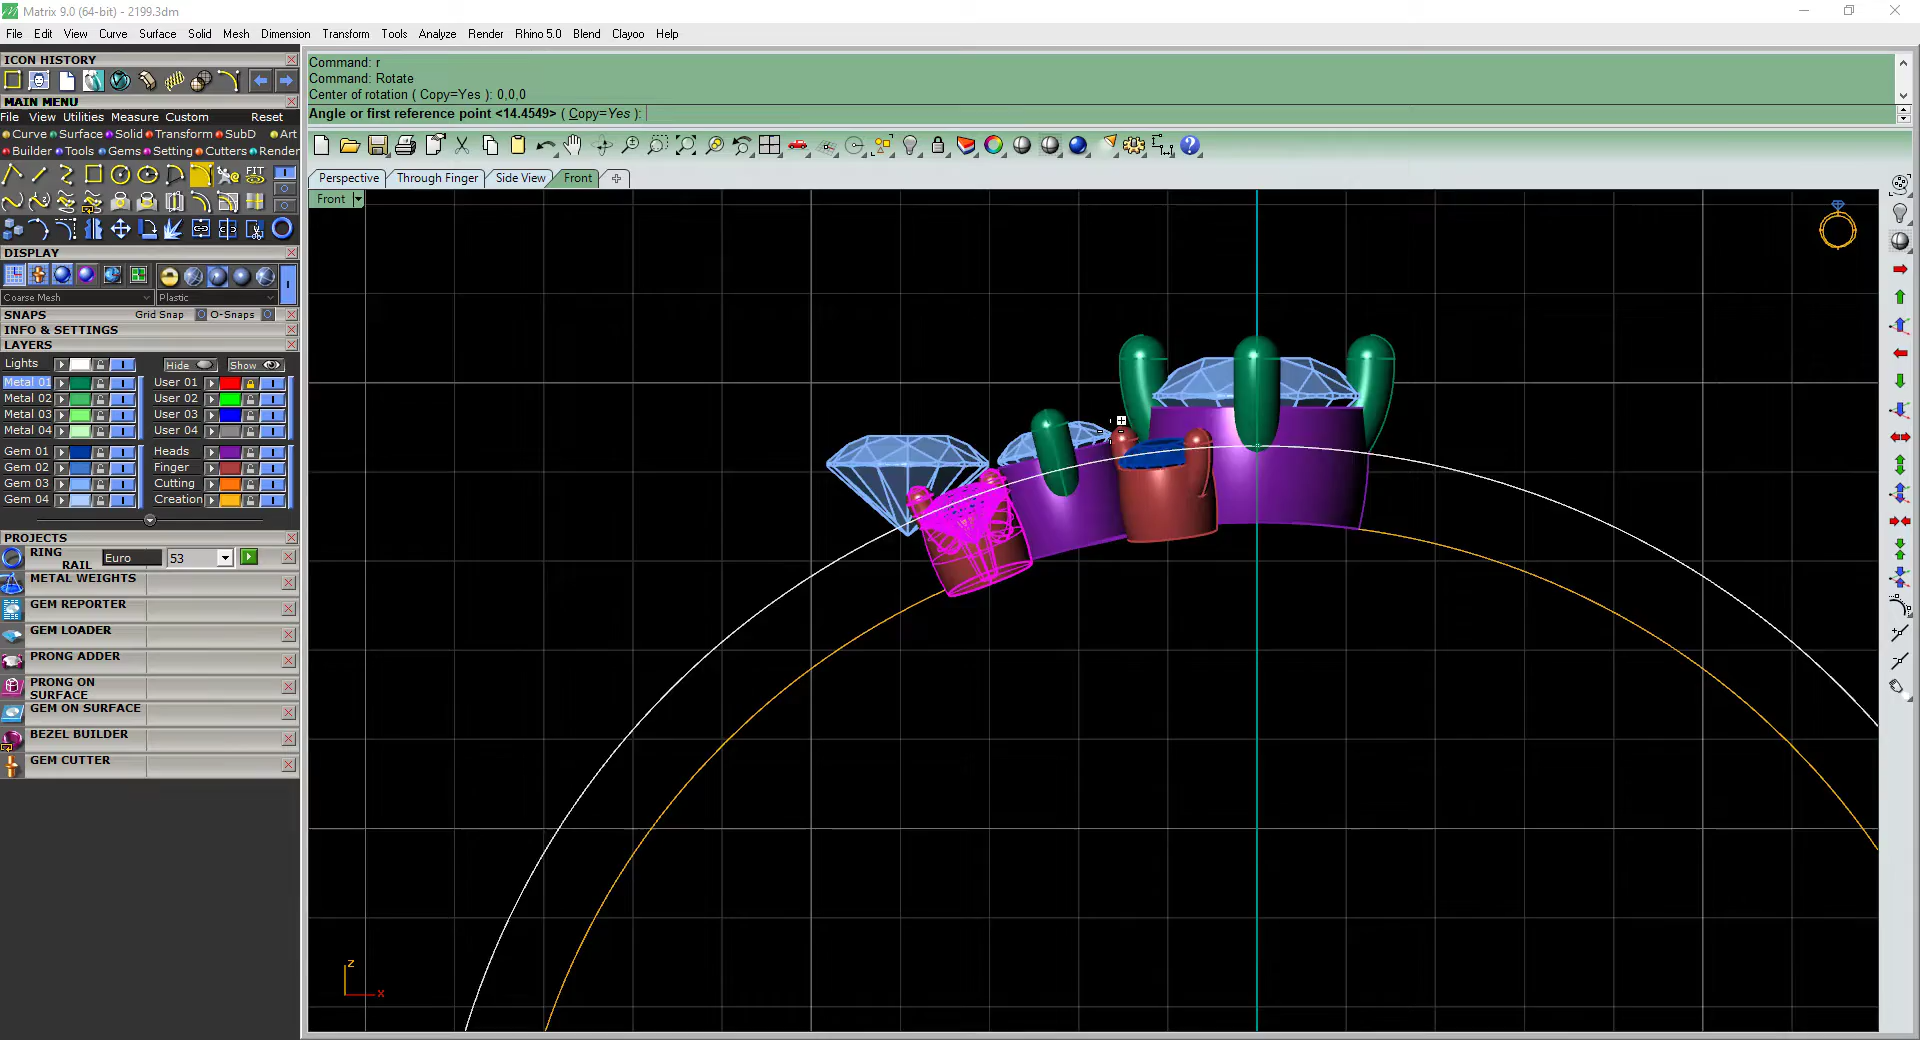 Matrix 9.0 (64-bit) - 2199.3dm
File Edit View Curve Surface Solid Mesh Dimension Transform Tools Analyze Render Rhino 5.0 Blend Clayoo Help
ICON HISTORY
MAIN MENU
File View Utilities Measure Custom Reset
Curve Surface Solid Transform SubD Art
Builder Tools Gems Setting Cutters Render
FIT
DISPLAY
Coarse Mesh Plastic
SNAPS Grid Snap O-Snaps
INFO & SETTINGS
LAYERS
Lights Hide Show
Metal 01 User 01
Metal 02 User 02
Metal 03 User 03
Metal 04 User 04
Gem 01 Heads
Gem 02 Finger
Gem 03 Cutting
Gem 04 Creation
PROJECTS
RING RAIL Euro 53
METAL WEIGHTS
GEM REPORTER
GEM LOADER
PRONG ADDER
PRONG ON SURFACE
GEM ON SURFACE
BEZEL BUILDER
GEM CUTTER
Command: r
Command: Rotate
Center of rotation ( Copy=Yes ): 0,0,0
Angle or first reference point <14.4549> ( Copy=Yes ):
Perspective Through Finger Side View Front
Front
z
x